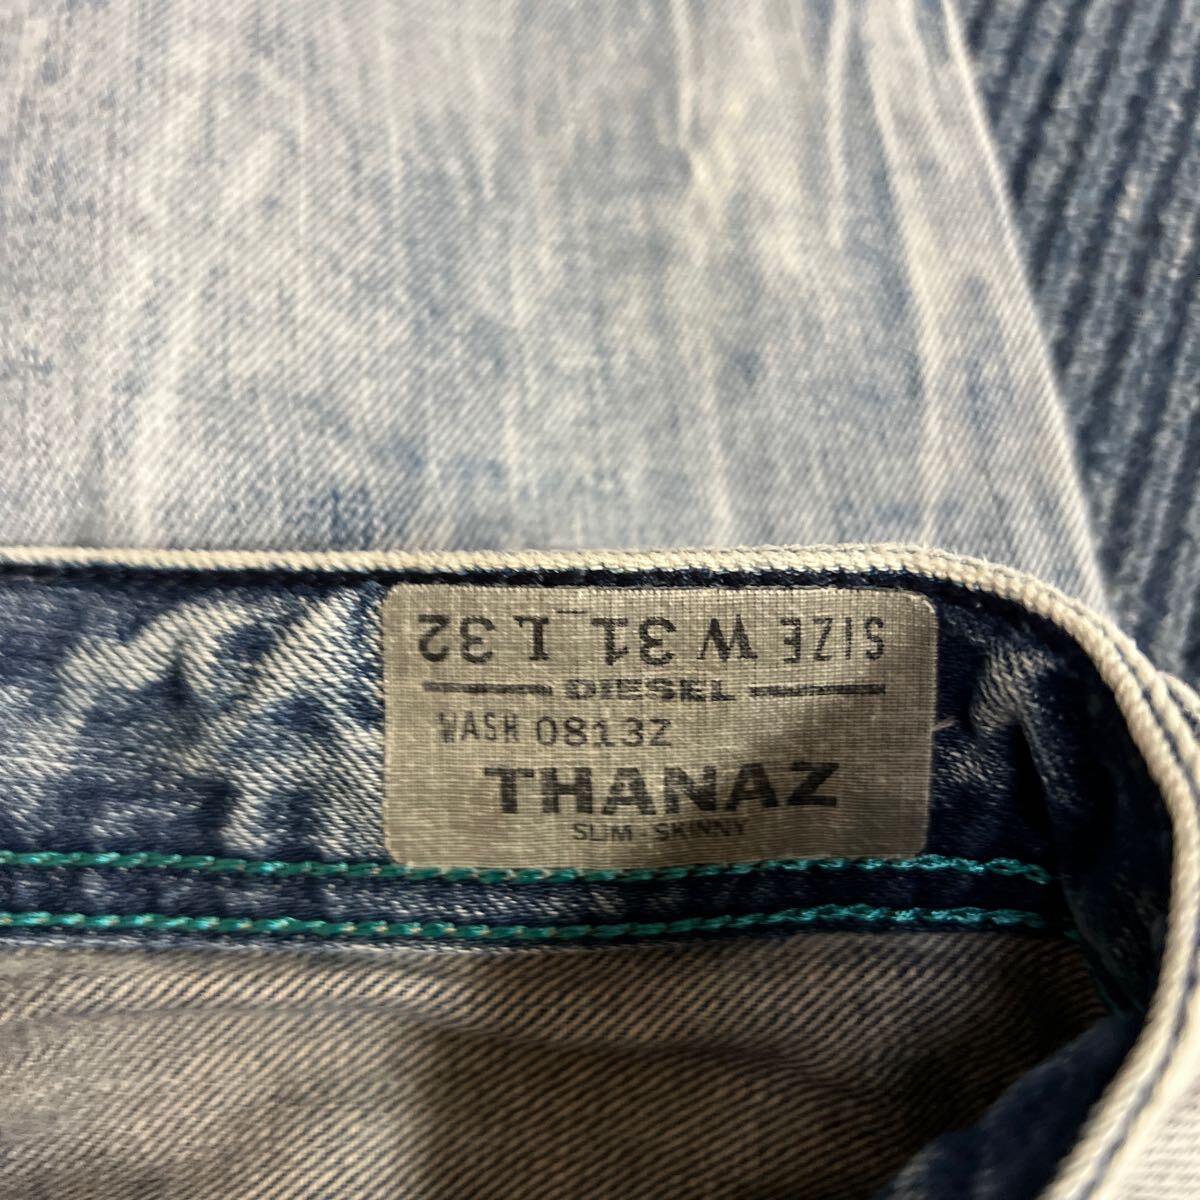 SIZE W 31 L 32
DIESEL
WASH 0813Z
THANAZ
SLIM-SKINNY